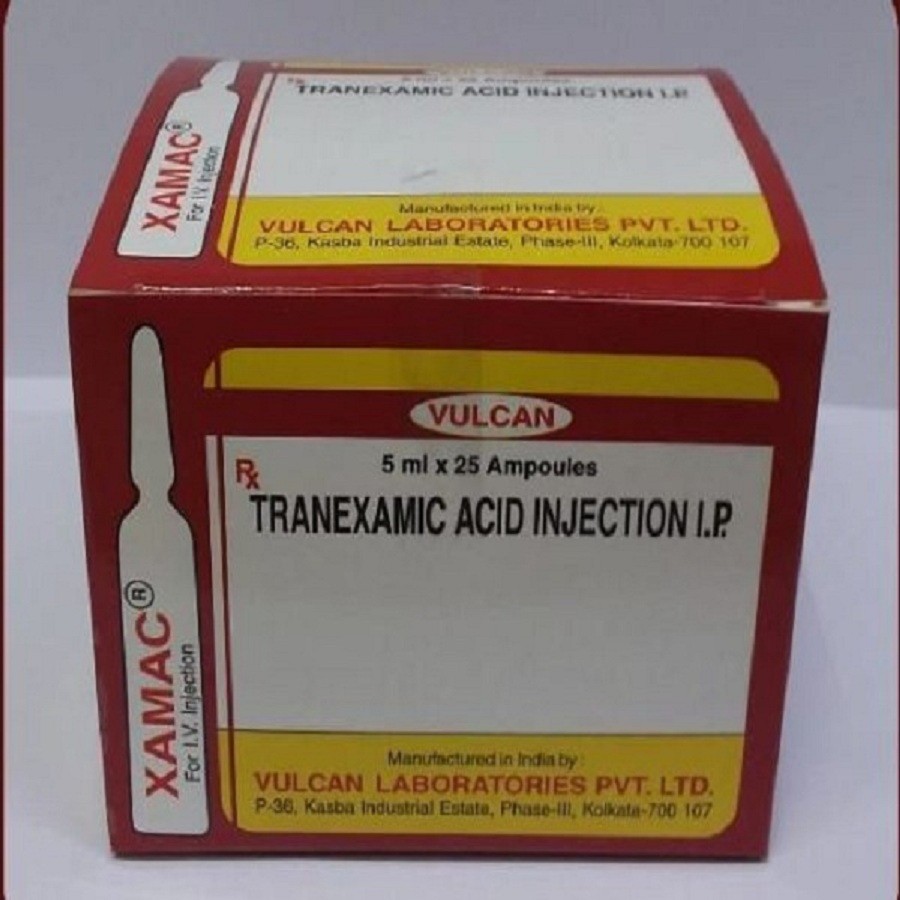 TRANEXAMIC ACID INJECTION I.P.
XAMAC®
For I.V. Injection
Manufactured in India by :
VULCAN LABORATORIES PVT. LTD.
P-36, Kasba Industrial Estate, Phase-III, Kolkata-700 107
VULCAN
5 ml x 25 Ampoules
Rx
TRANEXAMIC ACID INJECTION I.P.
XAMAC®
For I.V. Injection
Manufactured in India by :
VULCAN LABORATORIES PVT. LTD.
P-36, Kasba Industrial Estate, Phase-III, Kolkata-700 107